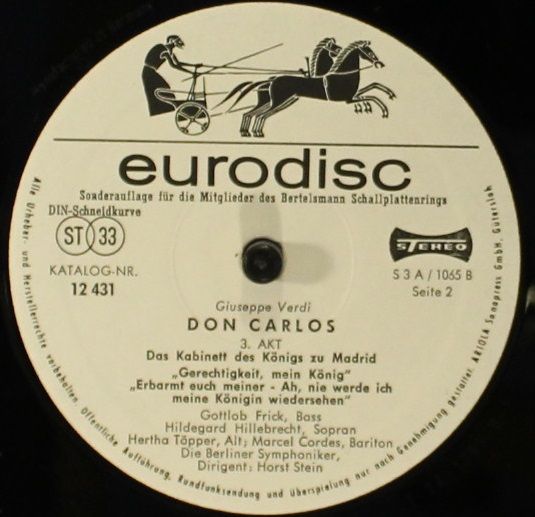 eurodisc
Sonderauflage für die Mitglieder des Bertelsmann Schallplattenrings
DIN-Schneidkurve
ST 33
KATALOG-NR.
12 431
STEREO
S 3 A / 1065 B
Seite 2
Giuseppe Verdi
DON CARLOS
3. AKT
Das Kabinett des Königs zu Madrid
„Gerechtigkeit, mein König"
„Erbarmt euch meiner - Ah, nie werde ich
meine Königin wiedersehen"
Gottlob Frick, Bass
Hildegard Hillebrecht, Sopran
Hertha Töpper, Alt; Marcel Cordes, Bariton
Die Berliner Symphoniker,
Dirigent: Horst Stein
Alle Urheber- und Herstellerrechte vorbehalten. Öffentliche Aufführung, Rundfunksendung und Überspielung nur nach Genehmigung gestattet. ARIOLA Sonopress GmbH. Gütersloh